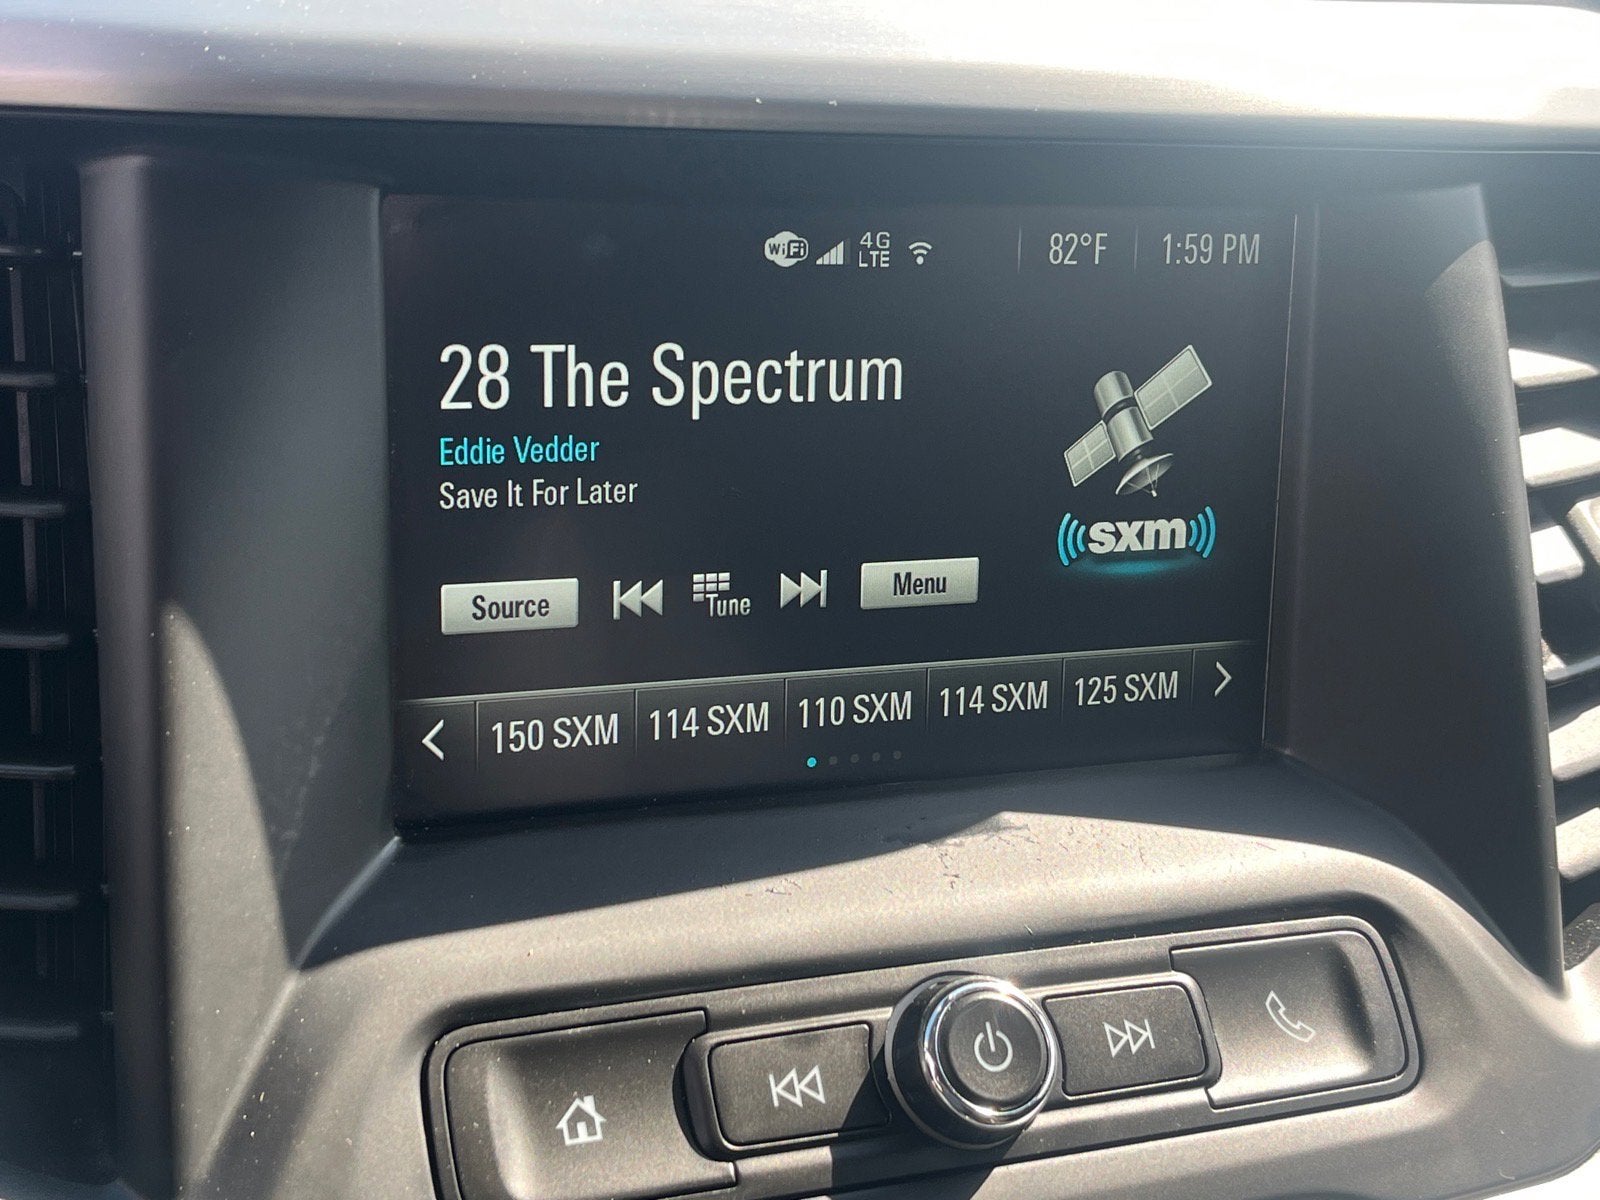 WiFi 4G LTE 82°F 1:59 PM
28 The Spectrum
Eddie Vedder
Save It For Later
sxm
Source Tune Menu
150 SXM 114 SXM 110 SXM 114 SXM 125 SXM